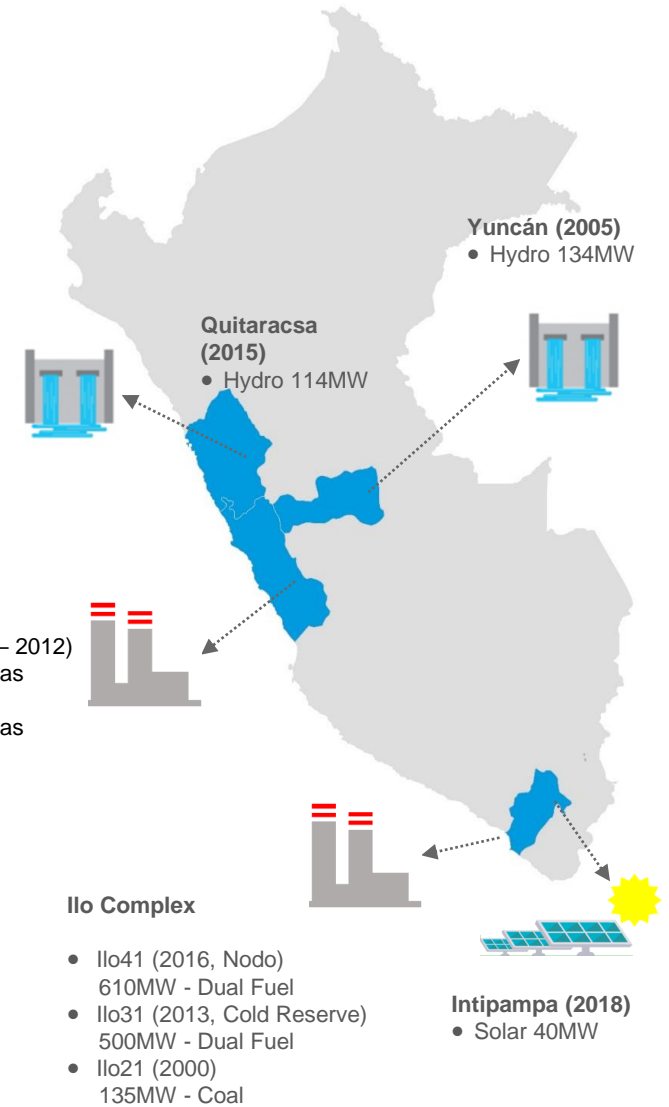 Yuncán (2005)
• Hydro 134MW
Quitaracsa
(2015)
• Hydro 114MW
– 2012)
as
as
Ilo Complex
• Ilo41 (2016, Nodo)
610MW - Dual Fuel
• Ilo31 (2013, Cold Reserve)
500MW - Dual Fuel
• Ilo21 (2000)
135MW - Coal
Intipampa (2018)
• Solar 40MW